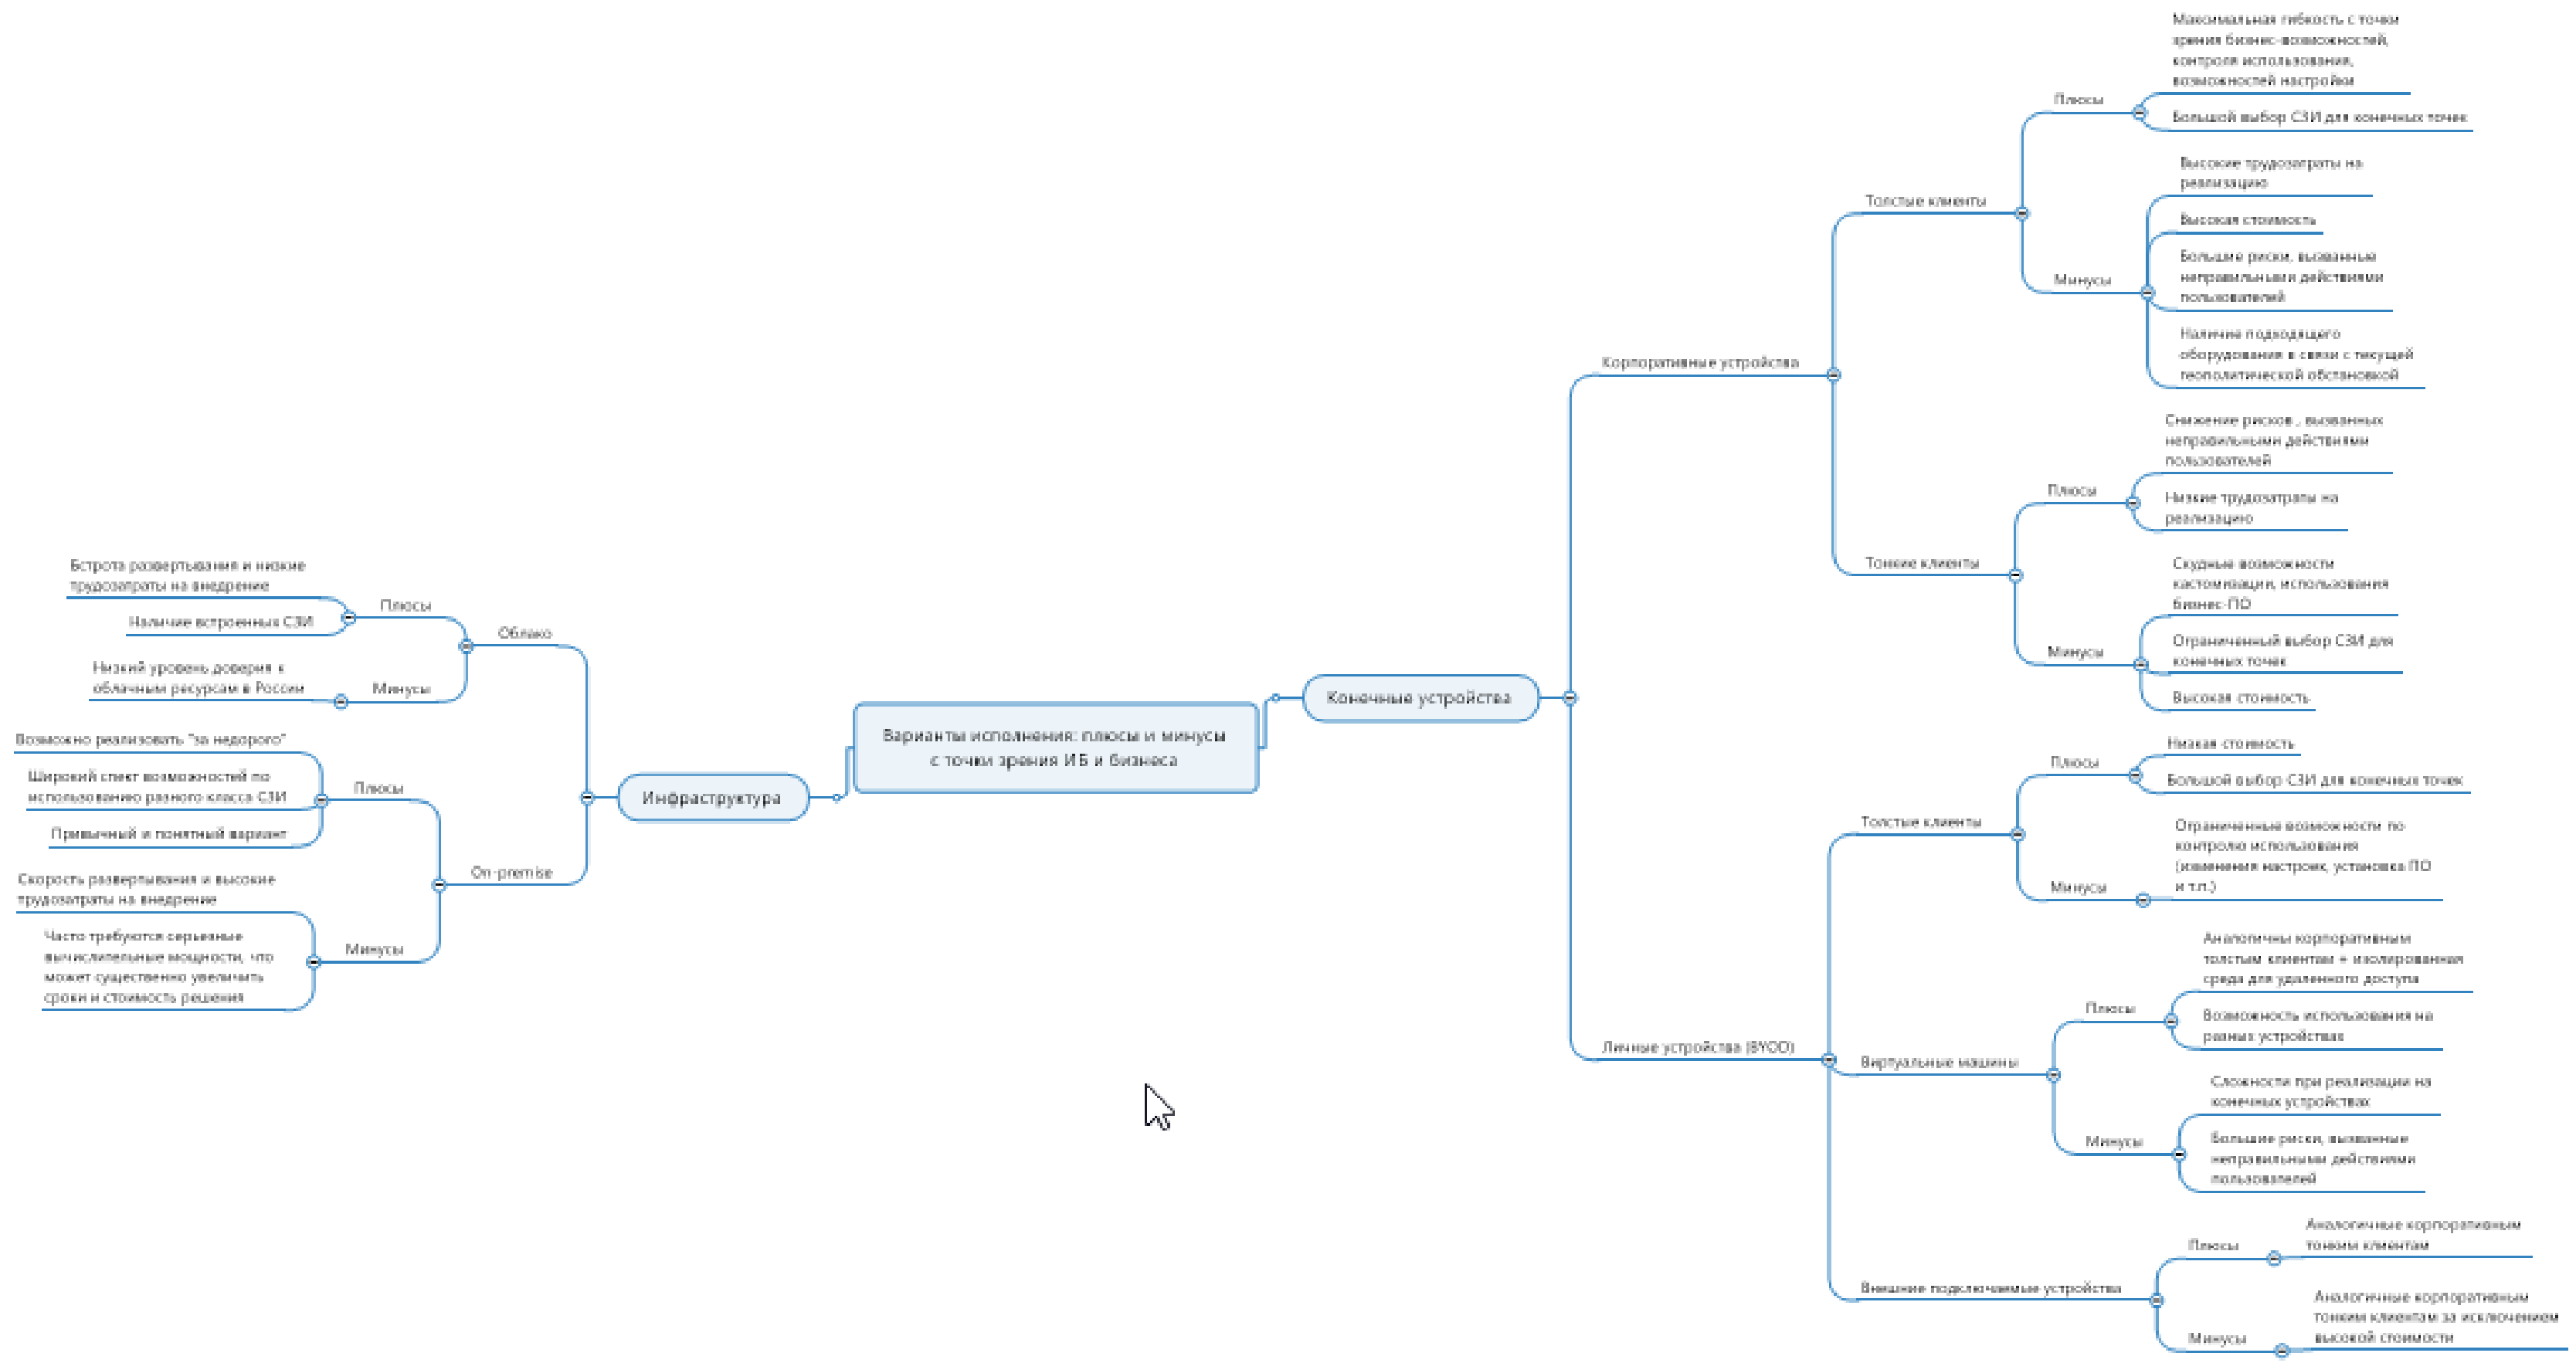 Варианты исполнения: плюсы и минусы
с точки зрения ИБ и бизнеса
Инфраструктура
Облако
Плюсы
Бстрота развертывания и низкие
трудозатраты на внедрение
Наличие встроенных СЗИ
Минусы
Низкий уровень доверия к
облачным ресурсам в России
On-premise
Плюсы
Возможно реализовать "за недорого"
Широкий спект возможностей по
использованию разного класса СЗИ
Привычный и понятный вариант
Минусы
Скорость развертывания и высокие
трудозатраты на внедрение
Часто требуются серьезные
вычислительные мощности, что
может существенно увеличить
сроки и стоимость решения
Конечные устройства
Корпоративные устройства
Толстые клиенты
Плюсы
Максимальная гибкость с точки
зрения бизнес-возможностей,
контроля использования,
возможностей настройки
Большой выбор СЗИ для конечных точек
Минусы
Высокие трудозатраты на
реализацию
Высокая стоимость
Большие риски, вызванные
неправильными действиями
пользователей
Наличие подходящего
оборудования в связи с текущей
геополитической обстановкой
Тонкие клиенты
Плюсы
Снижение рисков , вызванных
неправильными действиями
пользователей
Низкие трудозатраты на
реализацию
Минусы
Скудные возможности
кастомизации, использования
бизнес-ПО
Ограниченный выбор СЗИ для
конечных точек
Высокая стоимость
Личные устройства (BYOD)
Толстые клиенты
Плюсы
Низкая стоимость
Большой выбор СЗИ для конечных точек
Минусы
Ограниченные возможности по
контролю использования
(изменения настроек, установка ПО
и т.п.)
Виртуальные машины
Плюсы
Аналогичны корпоративным
толстым клиентам + изолированная
среда для удаленного доступа
Возможность использования на
разных устройствах
Минусы
Сложности при реализации на
конечных устройствах
Большие риски, вызванные
неправильными действиями
пользователей
Внешние подключаемые устройства
Плюсы
Аналогичные корпоративным
тонким клиентам
Минусы
Аналогичные корпоративным
тонким клиентам за исключением
высокой стоимости